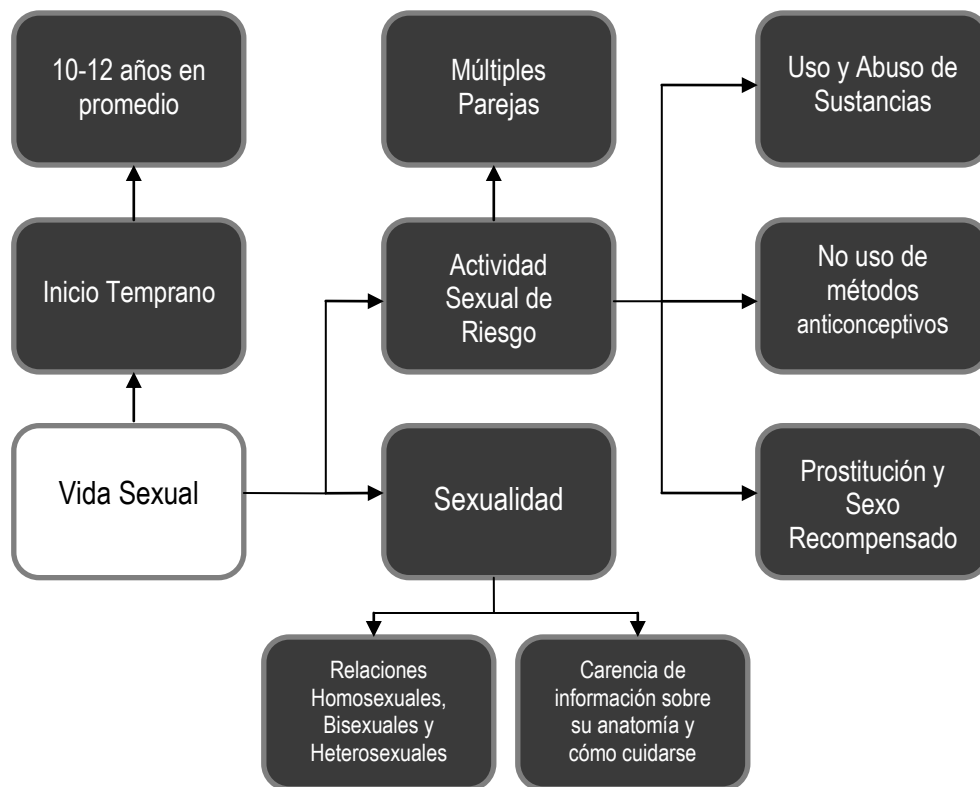 10-12 años en
promedio
Múltiples
Parejas
Uso y Abuso de
Sustancias
Inicio Temprano
Actividad
Sexual de
Riesgo
No uso de
métodos
anticonceptivos
Vida Sexual
Sexualidad
Prostitución y
Sexo
Recompensado
Relaciones
Homosexuales,
Bisexuales y
Heterosexuales
Carencia de
información sobre
su anatomía y
cómo cuidarse